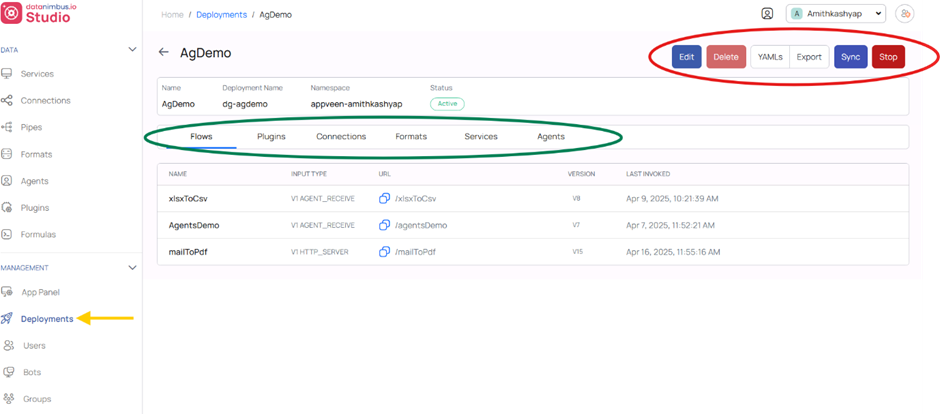 datanimbus.io
Studio
Home / Deployments / AgDemo
A Amithkashyap
DATA
Services
Connections
Pipes
Formats
Agents
Plugins
Formulas
MANAGEMENT
App Panel
Deployments
Users
Bots
Groups
AgDemo
Edit Delete YAMLs Export Sync Stop
Name Deployment Name Namespace Status
AgDemo dg-agdemo appveen-amithkashyap Active
Flows Plugins Connections Formats Services Agents
NAME INPUT TYPE URL VERSION LAST INVOKED
xlsxToCsv V1 AGENT_RECEIVE /xlsxToCsv V8 Apr 9, 2025, 10:21:39 AM
AgentsDemo V1 AGENT_RECEIVE /agentsDemo V7 Apr 7, 2025, 11:52:21 AM
mailToPdf V1 HTTP_SERVER /mailToPdf V15 Apr 16, 2025, 11:55:16 AM